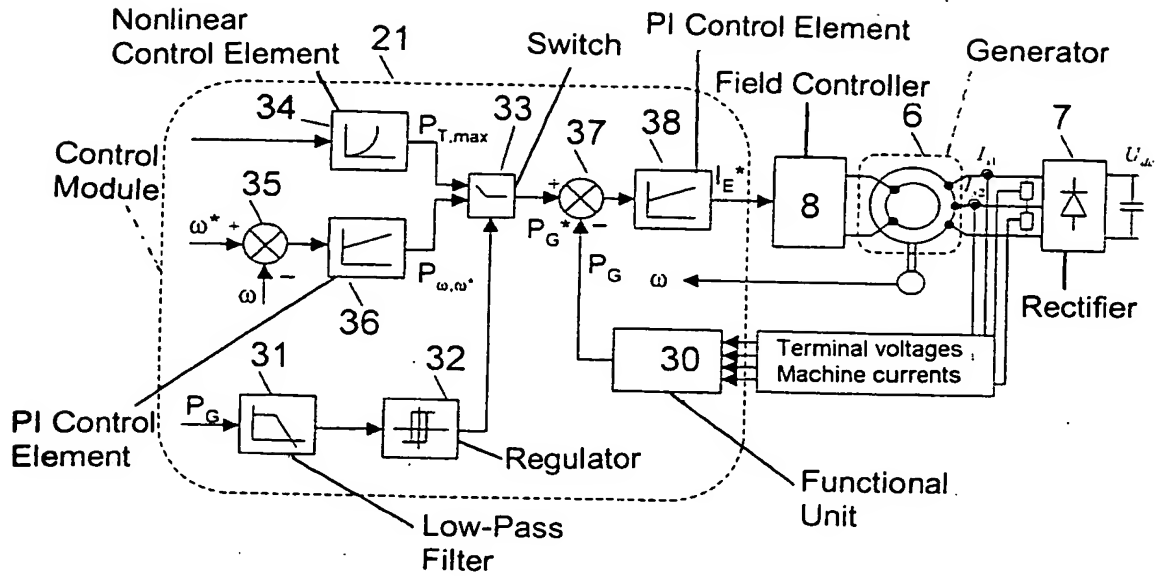 Nonlinear
Control Element
21
Switch
PI Control Element
Generator
Field Controller
34
P_T,max
33
37
38
6
7
Control
Module
I_E*
8
U_dc
35
ω* +
−
ω
36
P_ω,ω*
+
P_G*
−
P_G
ω
Rectifier
31
32
30
Terminal voltages
Machine currents
P_G
PI Control
Element
Regulator
Functional
Unit
Low-Pass
Filter